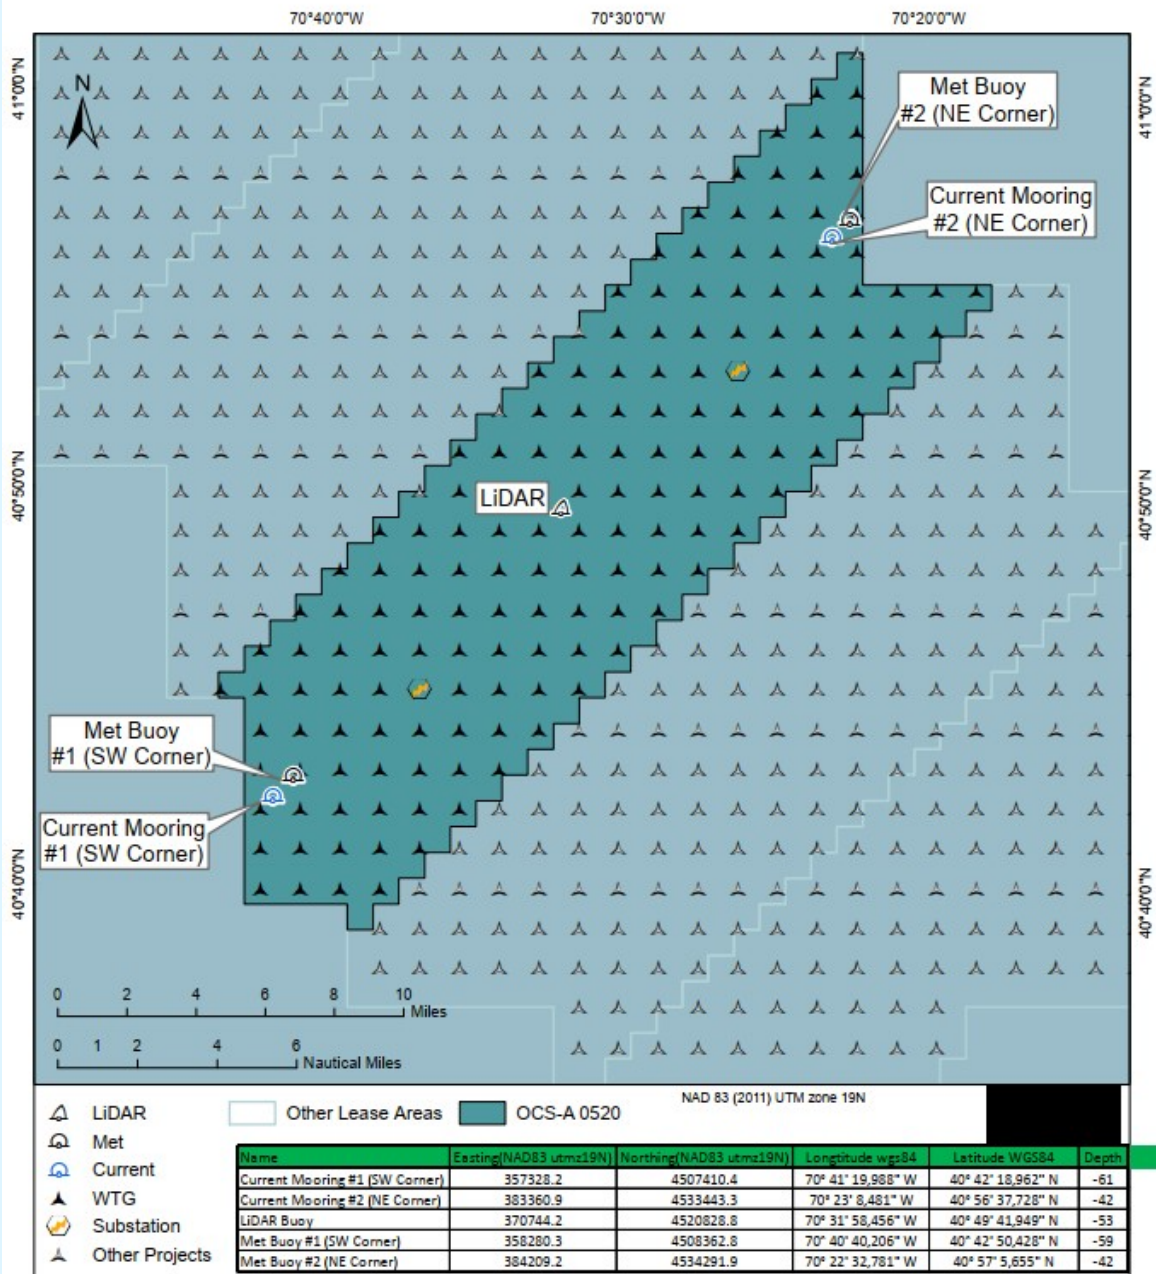 70°40'0"W 70°30'0"W 70°20'0"W
41°0'0"N
41°0'0"N
N
Met Buoy
#2 (NE Corner)
Current Mooring
#2 (NE Corner)
40°50'0"N
LiDAR
40°50'0"N
Met Buoy
#1 (SW Corner)
Current Mooring
#1 (SW Corner)
40°40'0"N
40°40'0"N
0 2 4 6 8 10
Miles
0 1 2 4 6
Nautical Miles
LiDAR
Met
Current
WTG
Substation
Other Projects
Other Lease Areas
OCS-A 0520
NAD 83 (2011) UTM zone 19N
Name Easting(NAD83 utmz19N) Northing(NAD83 utmz19N) Longtitude wgs84 Latitude WGS84 Depth
Current Mooring #1 (SW Corner) 357328.2 4507410.4 70° 41' 19,988" W 40° 42' 18,962" N -61
Current Mooring #2 (NE Corner) 383360.9 4533443.3 70° 23' 8,481" W 40° 56' 37,728" N -42
LiDAR Buoy 370744.2 4520828.8 70° 31' 58,456" W 40° 49' 41,949" N -53
Met Buoy #1 (SW Corner) 358280.3 4508362.8 70° 40' 40,206" W 40° 42' 50,428" N -59
Met Buoy #2 (NE Corner) 384209.2 4534291.9 70° 22' 32,781" W 40° 57' 5,655" N -42